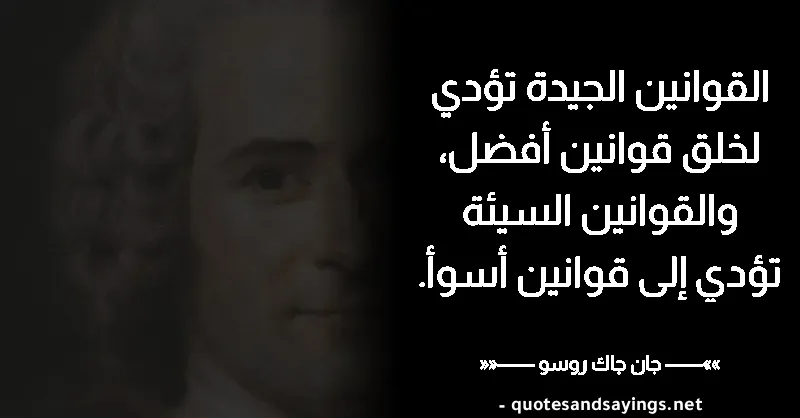 القوانين الجيدة تؤدي
لخلق قوانين أفضل،
والقوانين السيئة
تؤدي إلى قوانين أسوأ.
»——— جان جاك روسو ———«
- quotesandsayings.net